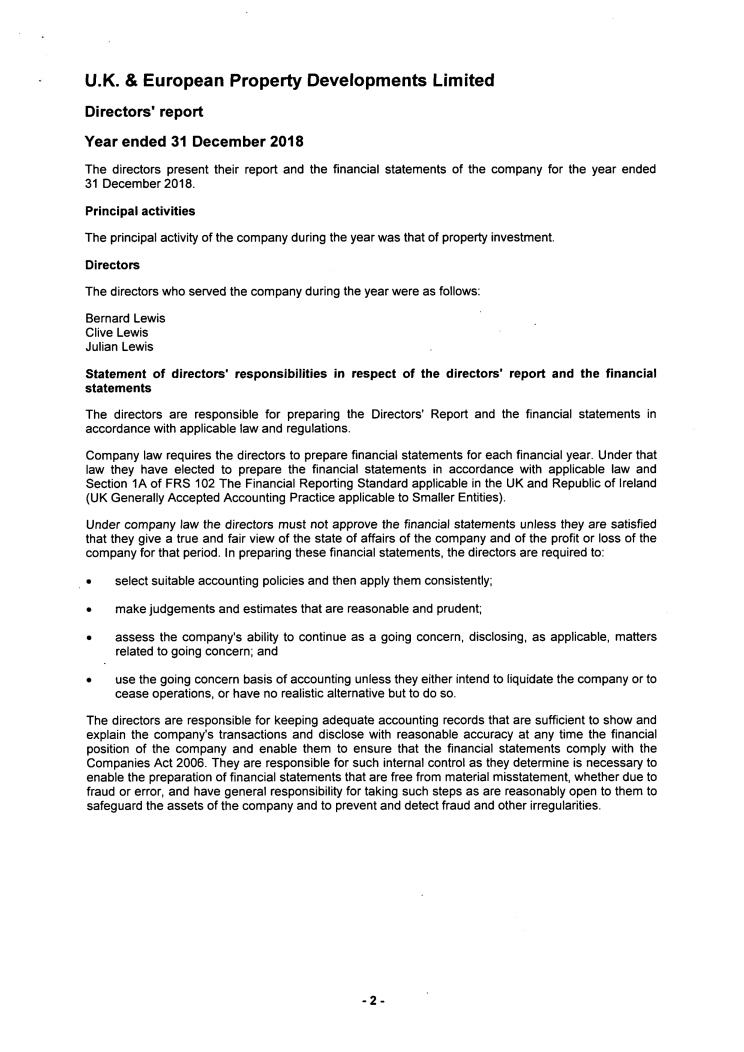 U.K. & European Property Developments Limited
Directors' report
Year ended 31 December 2018
The directors present their report and the financial statements of the company for the year ended
31 December 2018.
Principal activities
The principal activity of the company during the year was that of property investment.
Directors
The directors who served the company during the year were as follows:
Bernard Lewis
Clive Lewis
Julian Lewis
Statement of directors' responsibilities in respect of the directors' report and the financial
statements
The directors are responsible for preparing the Directors' Report and the financial statements in
accordance with applicable law and regulations.
Company law requires the directors to prepare financial statements for each financial year. Under that
law they have elected to prepare the financial statements in accordance with applicable law and
Section 1A of FRS 102 The Financial Reporting Standard applicable in the UK and Republic of Ireland
(UK Generally Accepted Accounting Practice applicable to Smaller Entities).
Under company law the directors must not approve the financial statements unless they are satisfied
that they give a true and fair view of the state of affairs of the company and of the profit or loss of the
company for that period. In preparing these financial statements, the directors are required to:
• select suitable accounting policies and then apply them consistently;
• make judgements and estimates that are reasonable and prudent;
• assess the company's ability to continue as a going concern, disclosing, as applicable, matters
related to going concern; and
• use the going concern basis of accounting unless they either intend to liquidate the company or to
cease operations, or have no realistic alternative but to do so.
The directors are responsible for keeping adequate accounting records that are sufficient to show and
explain the company's transactions and disclose with reasonable accuracy at any time the financial
position of the company and enable them to ensure that the financial statements comply with the
Companies Act 2006. They are responsible for such internal control as they determine is necessary to
enable the preparation of financial statements that are free from material misstatement, whether due to
fraud or error, and have general responsibility for taking such steps as are reasonably open to them to
safeguard the assets of the company and to prevent and detect fraud and other irregularities.
- 2 -